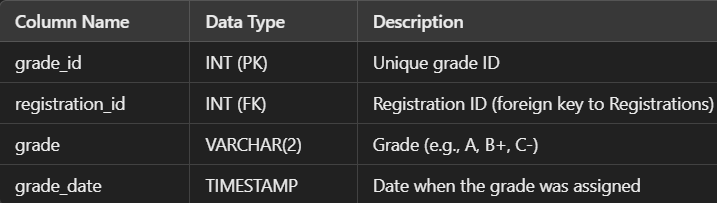 Column Name Data Type Description
grade_id INT (PK) Unique grade ID
registration_id INT (FK) Registration ID (foreign key to Registrations)
grade VARCHAR(2) Grade (e.g., A, B+, C-)
grade_date TIMESTAMP Date when the grade was assigned